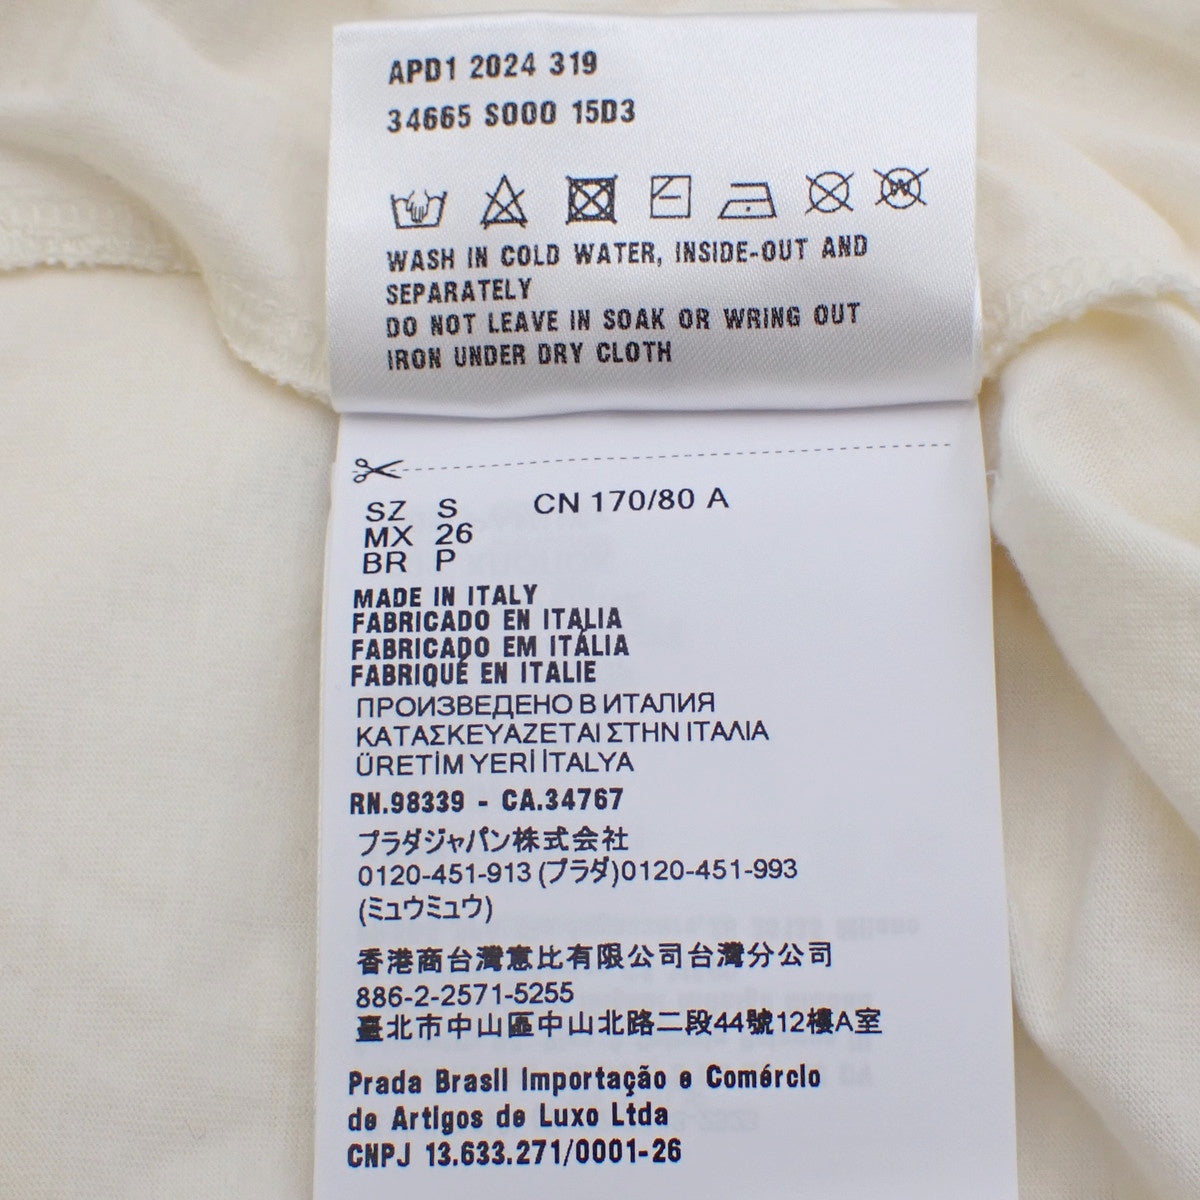 APD1 2024 319
34665 S000 15D3
WASH IN COLD WATER, INSIDE-OUT AND
SEPARATELY
DO NOT LEAVE IN SOAK OR WRING OUT
IRON UNDER DRY CLOTH
SZ S CN 170/80 A
MX 26
BR P
MADE IN ITALY
FABRICADO EN ITALIA
FABRICADO EM ITÁLIA
FABRIQUÉ EN ITALIE
ПРОИЗВЕДЕНО В ИТАЛИЯ
ΚΑΤΑΣΚΕΥΑΖΕΤΑΙ ΣΤΗΝ ΙΤΑΛΙΑ
ÜRETİM YERİ İTALYA
RN.98339 - CA.34767
プラダジャパン株式会社
0120-451-913 (プラダ)0120-451-993
(ミュウミュウ)
香港商台灣意比有限公司台灣分公司
886-2-2571-5255
臺北市中山區中山北路二段44號12樓A室
Prada Brasil Importação e Comércio
de Artigos de Luxo Ltda
CNPJ 13.633.271/0001-26